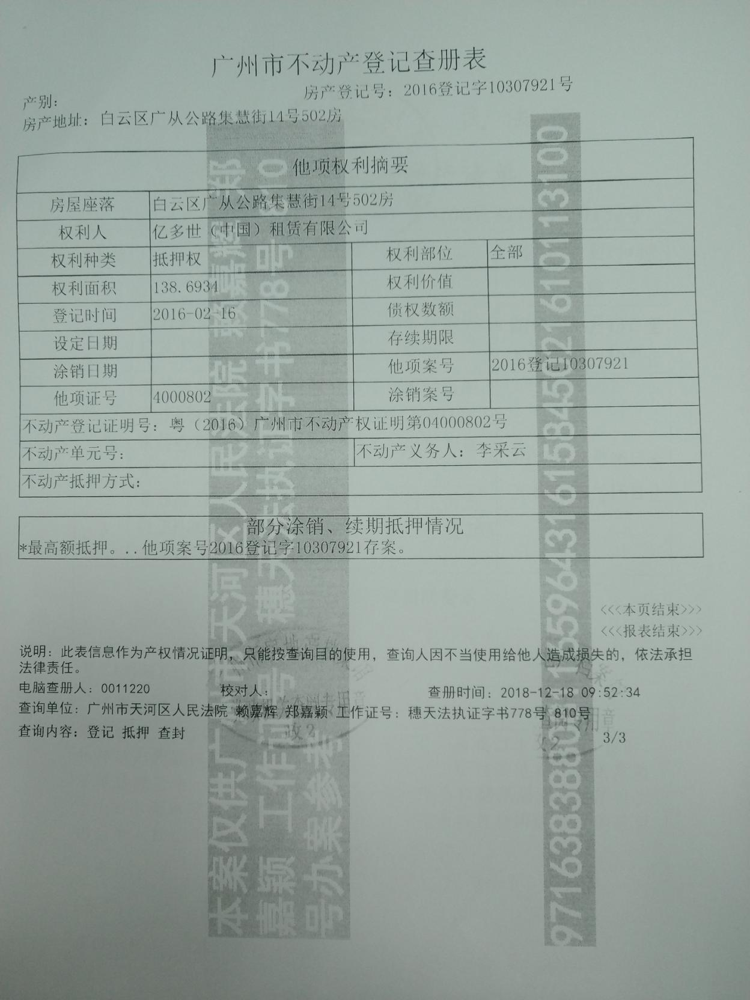 广州市不动产登记查册表
房产登记号：2016登记字10307921号
产别：
房产地址：白云区广从公路集慧街14号502房
他项权利摘要
房屋座落 白云区广从公路集慧街14号502房
权利人 亿多世（中国）租赁有限公司
权利种类 抵押权 权利部位 全部
权利面积 138.6934 权利价值
登记时间 2016-02-16 债权数额
设定日期 存续期限
涂销日期 他项案号 2016登记10307921
他项证号 4000802 涂销案号
不动产登记证明号：粤（2016）广州市不动产权证明第04000802号
不动产单元号： 不动产义务人：李采云
不动产抵押方式：
部分涂销、续期抵押情况
*最高额抵押。..他项案号2016登记字10307921存案。
<<<本页结束>>>
<<<报表结束>>>
说明：此表信息作为产权情况证明，只能按查询目的使用，查询人因不当使用给他人造成损失的，依法承担
法律责任。
电脑查册人：0011220 校对人： 查册时间：2018-12-18 09:52:34
查询单位：广州市天河区人民法院 赖嘉辉 郑嘉颖 工作证号：穗天法执证字书778号 810号
查询内容：登记 抵押 查封
3/3
本案仅供广州市天河区人民法院 赖嘉辉 郑
嘉颖 工作证号 穗天法执证字书778号 810
号办案参考